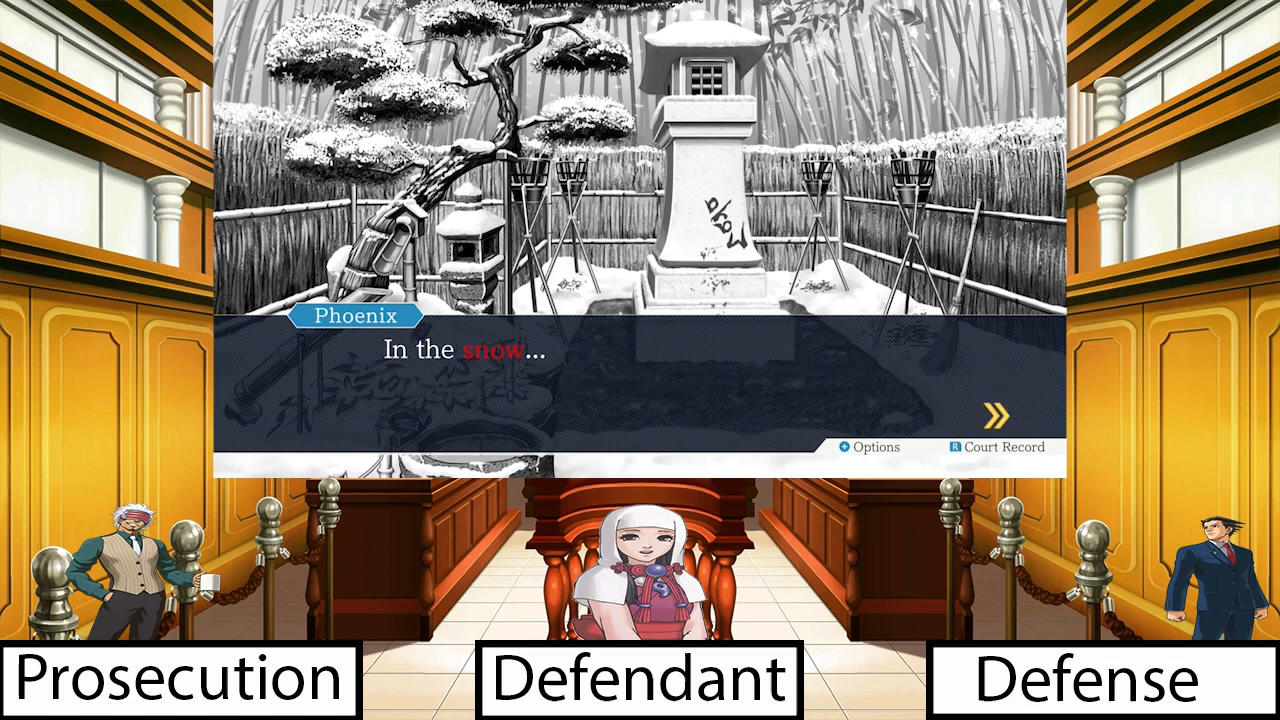 Phoenix
In the snow...
+ Options
R Court Record
Prosecution
Defendant
Defense